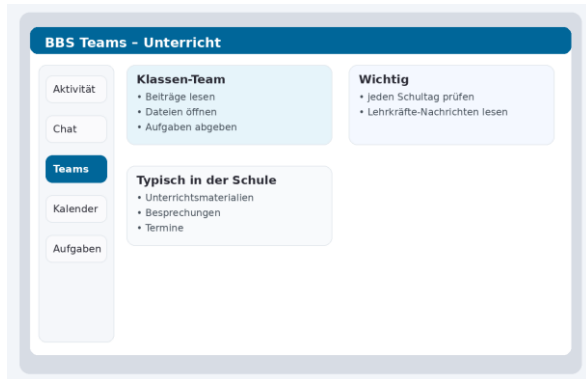 BBS Teams – Unterricht
Aktivität
Chat
Teams
Kalender
Aufgaben
Klassen-Team
• Beiträge lesen
• Dateien öffnen
• Aufgaben abgeben
Wichtig
• jeden Schultag prüfen
• Lehrkräfte-Nachrichten lesen
Typisch in der Schule
• Unterrichtsmaterialien
• Besprechungen
• Termine